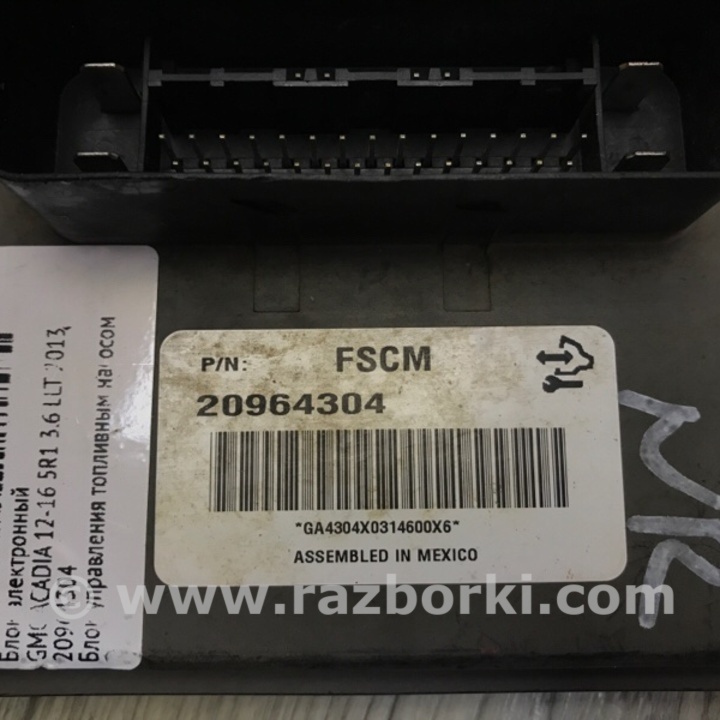 P/N: FSCM
20964304
*GA4304X0314600X6*
ASSEMBLED IN MEXICO
электронный
ACADIA 12-16 5R1 3.6 LLT 2013,
управления топливным насосом
© www.razborki.com